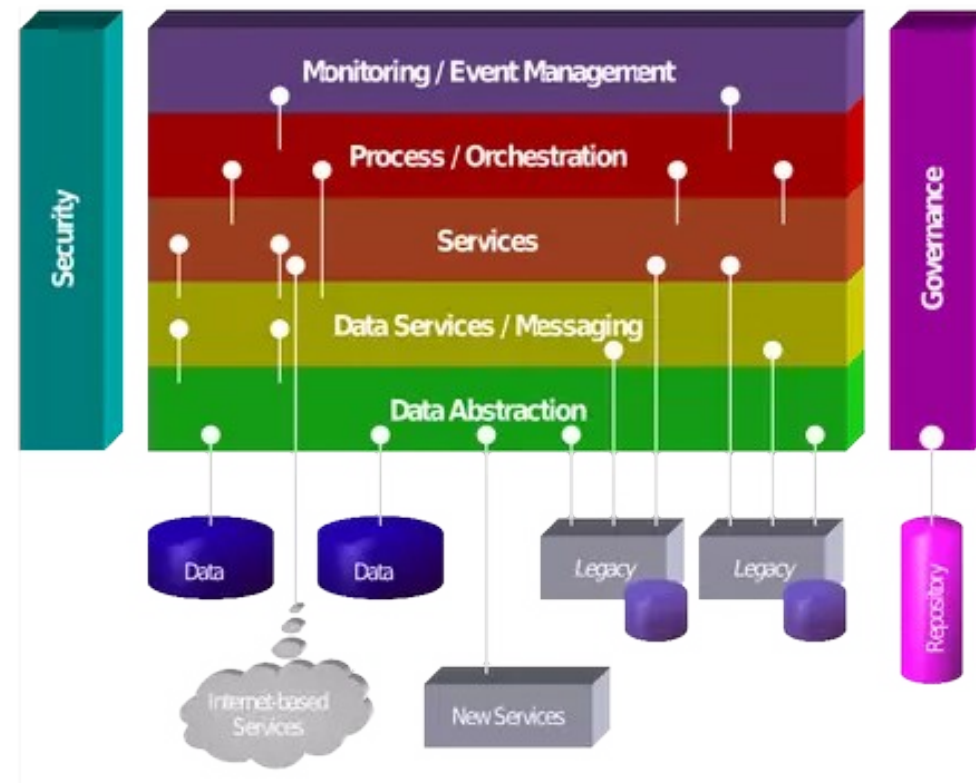 Monitoring / Event Management
Process / Orchestration
Services
Data Services / Messaging
Data Abstraction
Security
Governance
Data
Data
Legacy
Legacy
Repository
Internet-based
Services
New Services